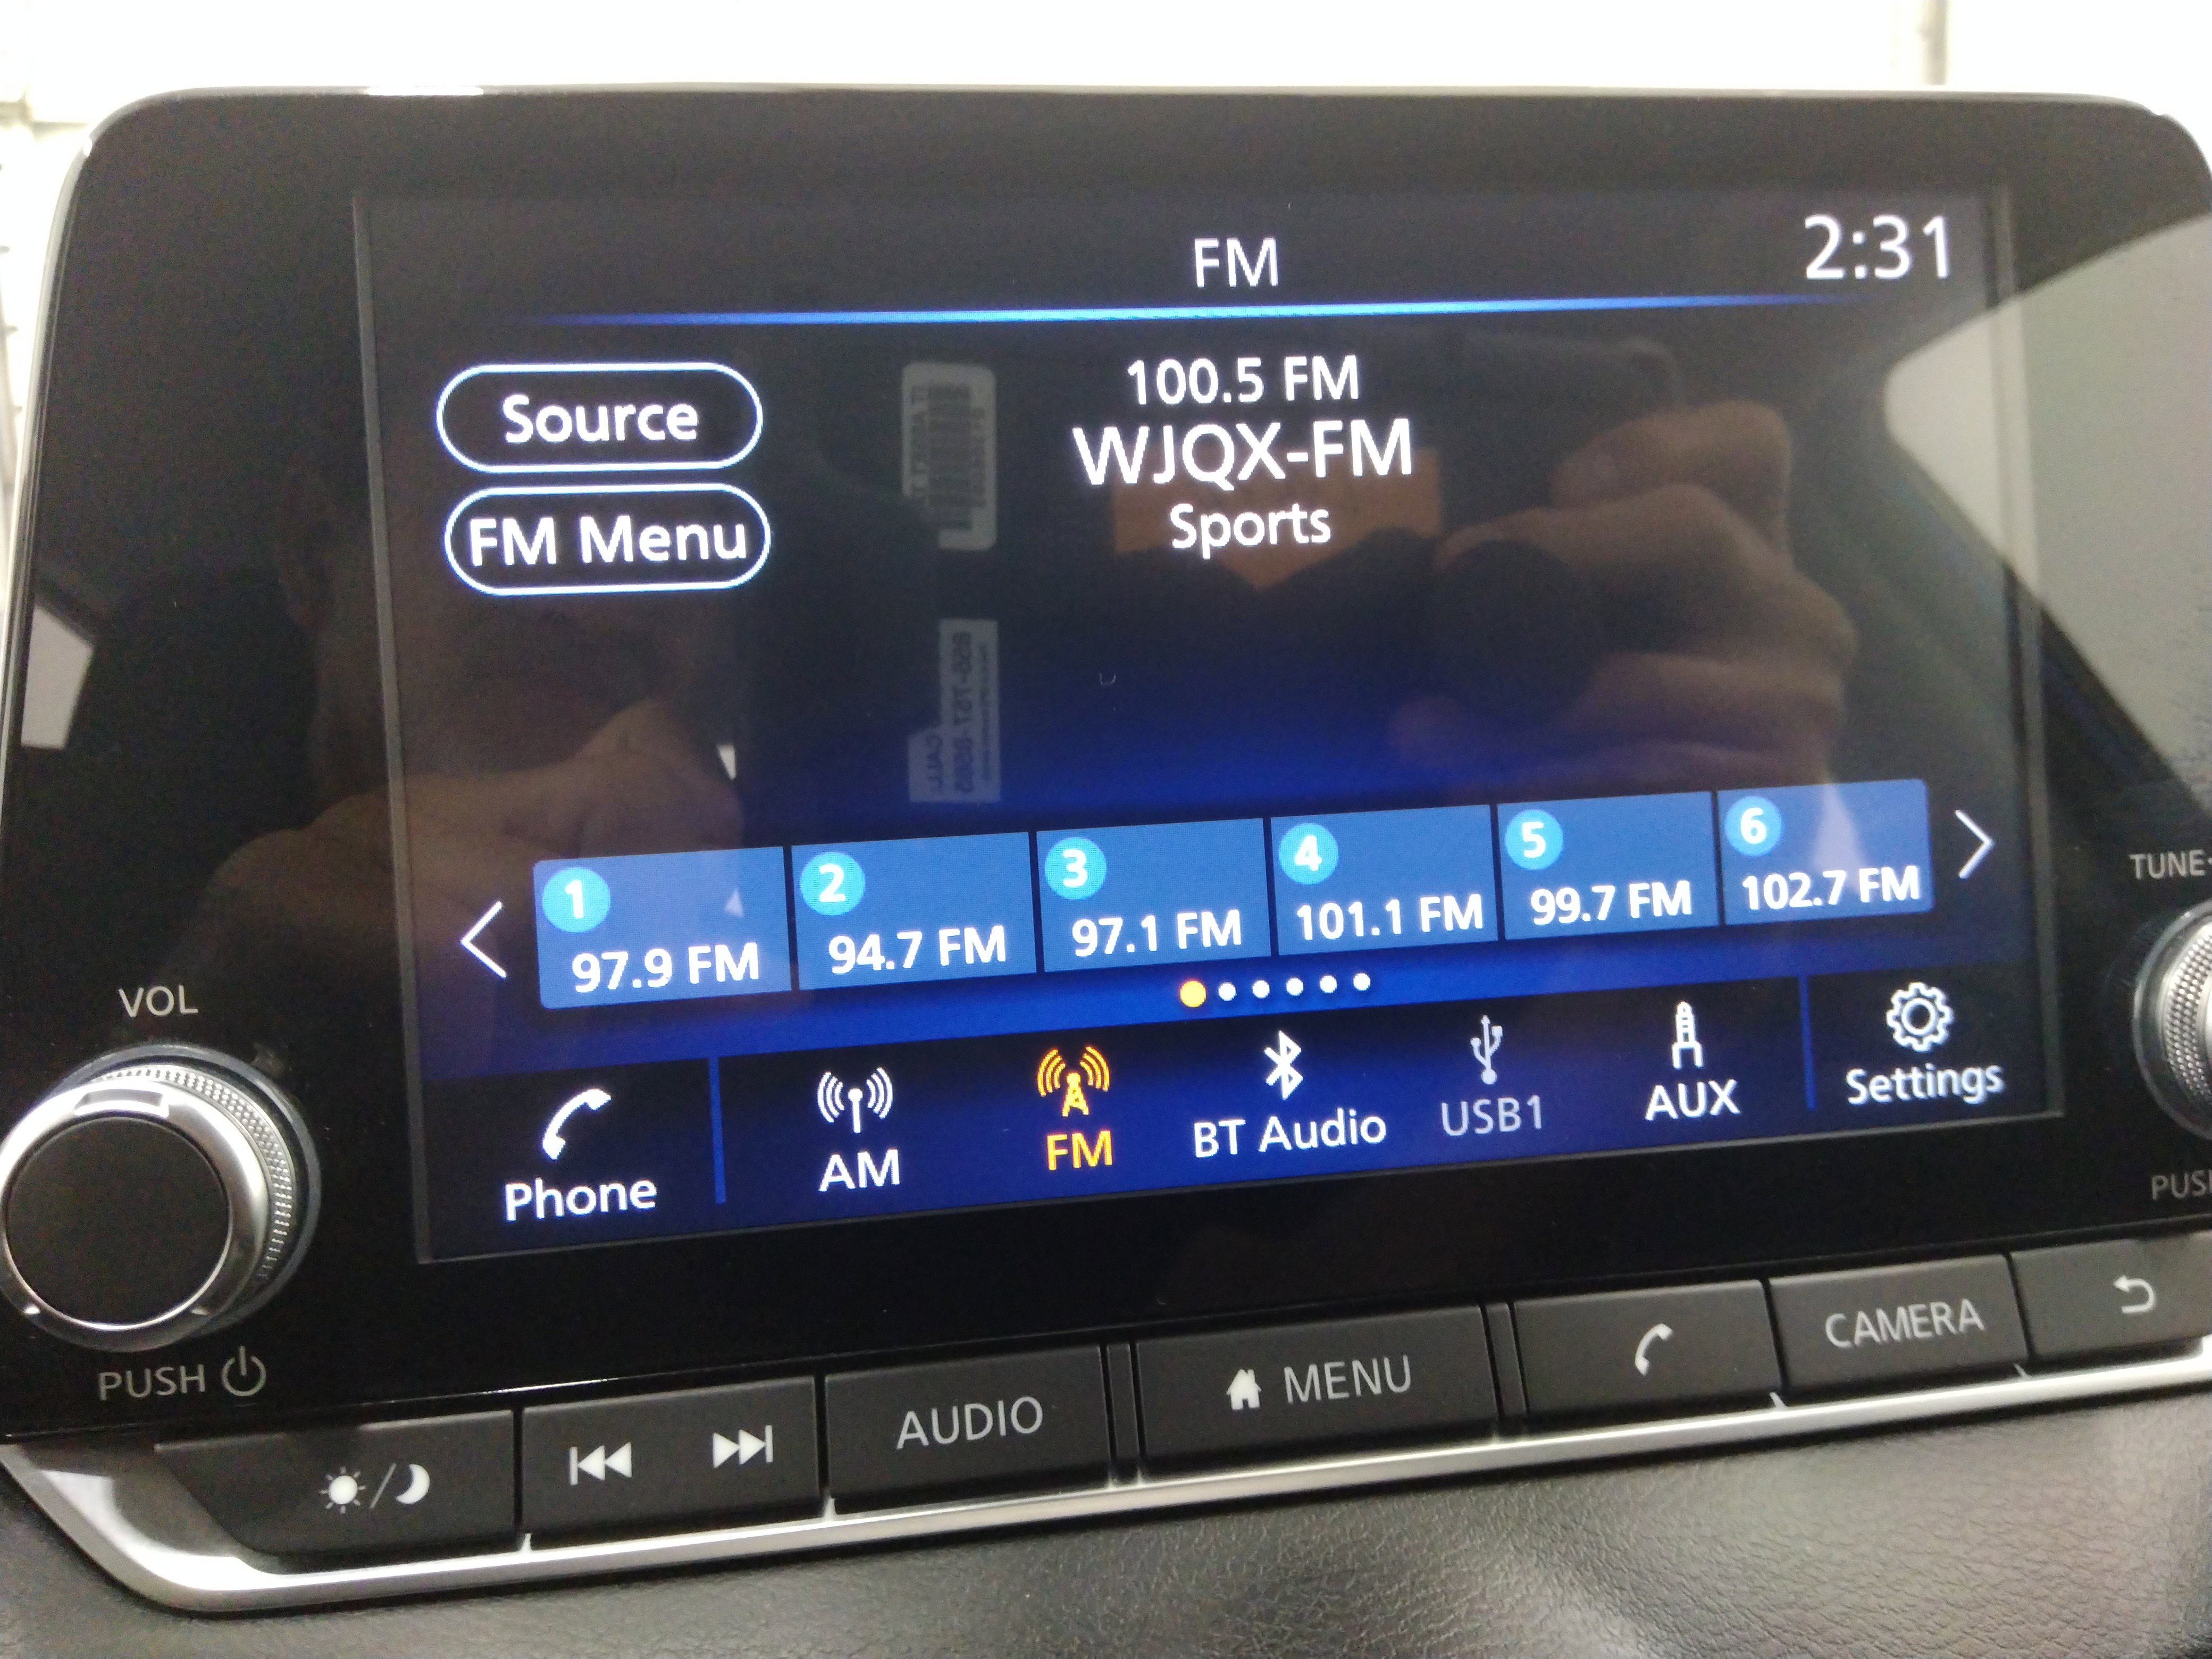 FM
2:31
Source
100.5 FM
WJQX-FM
FM Menu
Sports
1
97.9 FM
2
94.7 FM
3
97.1 FM
4
101.1 FM
5
99.7 FM
6
102.7 FM
Phone
AM
FM
BT Audio
USB1
AUX
Settings
VOL
PUSH
TUNE
AUDIO
MENU
CAMERA